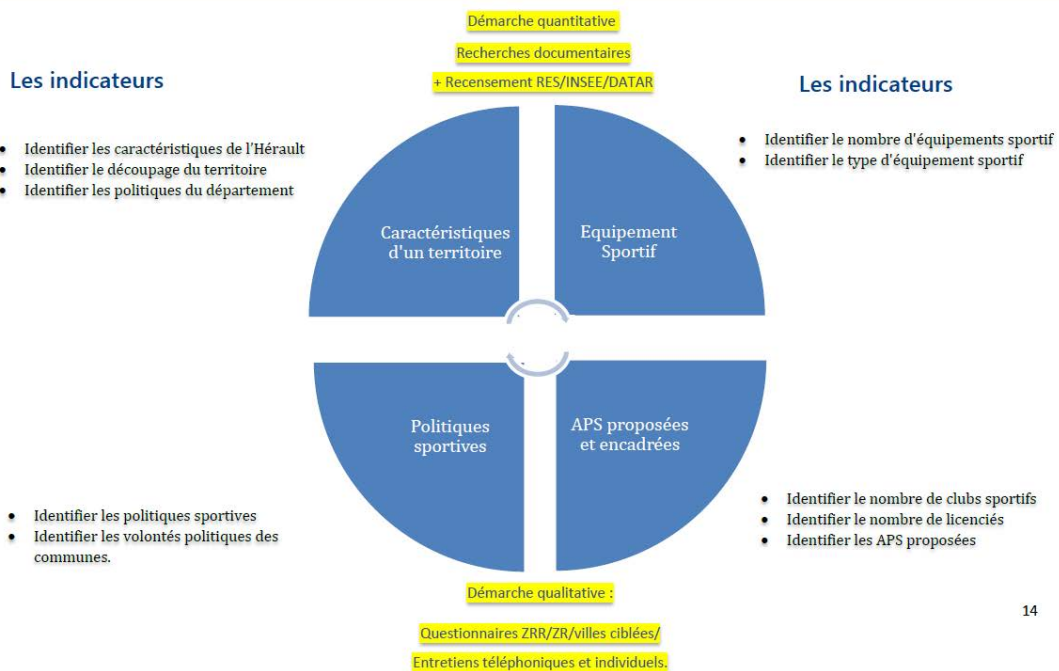 Démarche quantitative
Recherches documentaires
+ Recensement RES/INSEE/DATAR
Les indicateurs
• Identifier les caractéristiques de l'Hérault
• Identifier le découpage du territoire
• Identifier les politiques du département
Les indicateurs
• Identifier le nombre d'équipements sportif
• Identifier le type d'équipement sportif
Caractéristiques
d'un territoire
Equipement
Sportif
Politiques
sportives
APS proposées
et encadrées
• Identifier les politiques sportives
• Identifier les volontés politiques des
communes.
• Identifier le nombre de clubs sportifs
• Identifier le nombre de licenciés
• Identifier les APS proposées
Démarche qualitative :
Questionnaires ZRR/ZR/villes ciblées/
Entretiens téléphoniques et individuels.
14